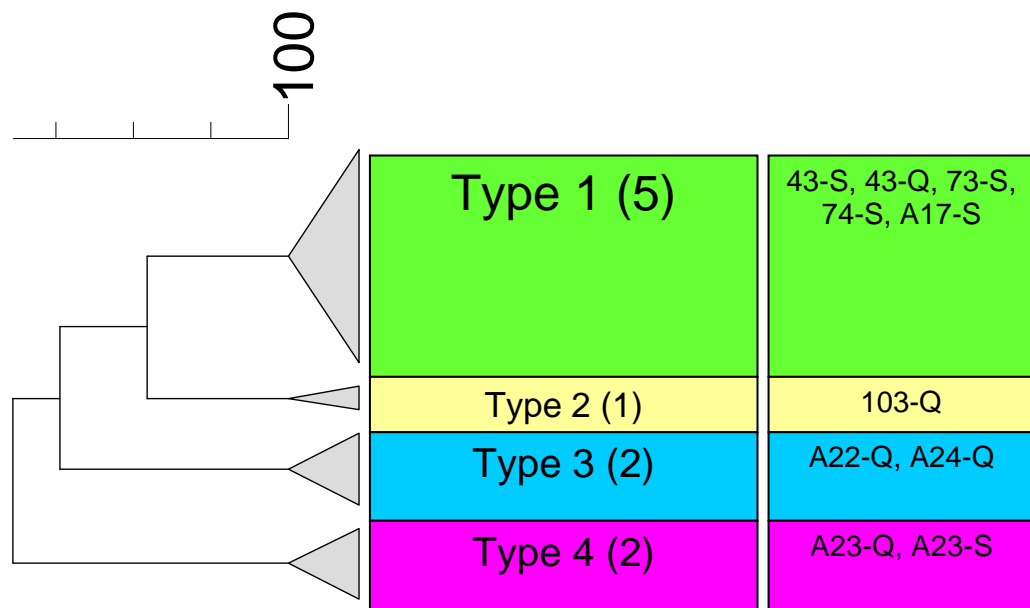 100
Type 1 (5)
43-S, 43-Q, 73-S,
74-S, A17-S
Type 2 (1)
103-Q
Type 3 (2)
A22-Q, A24-Q
Type 4 (2)
A23-Q, A23-S